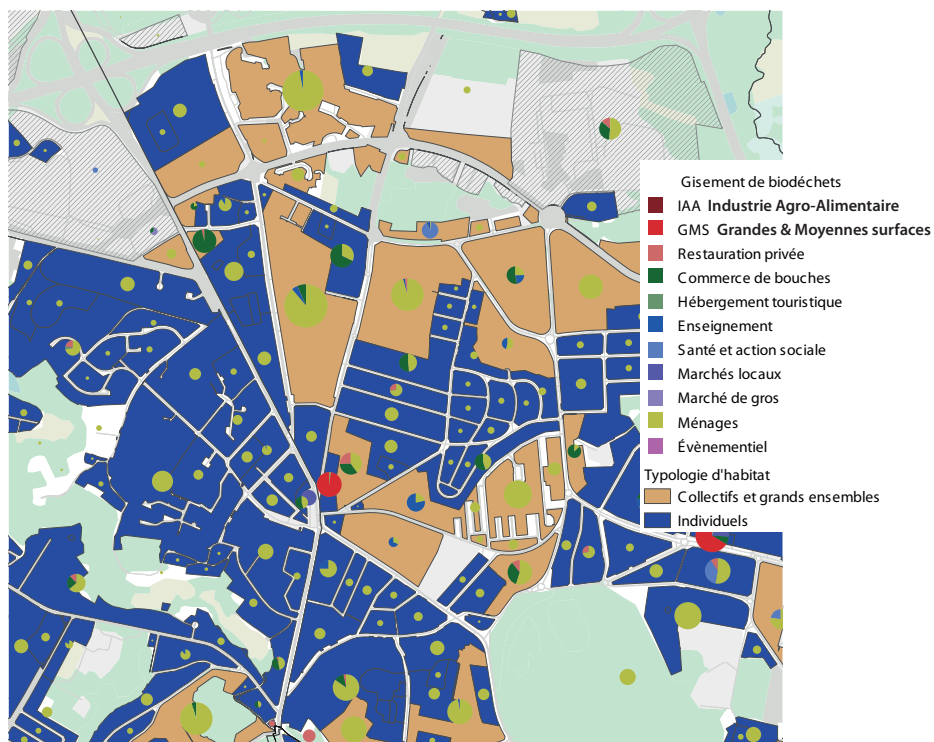 Gisement de biodéchets
IAA Industrie Agro-Alimentaire
GMS Grandes & Moyennes surfaces
Restauration privée
Commerce de bouches
Hébergement touristique
Enseignement
Santé et action sociale
Marchés locaux
Marché de gros
Ménages
Évènementiel
Typologie d'habitat
Collectifs et grands ensembles
Individuels